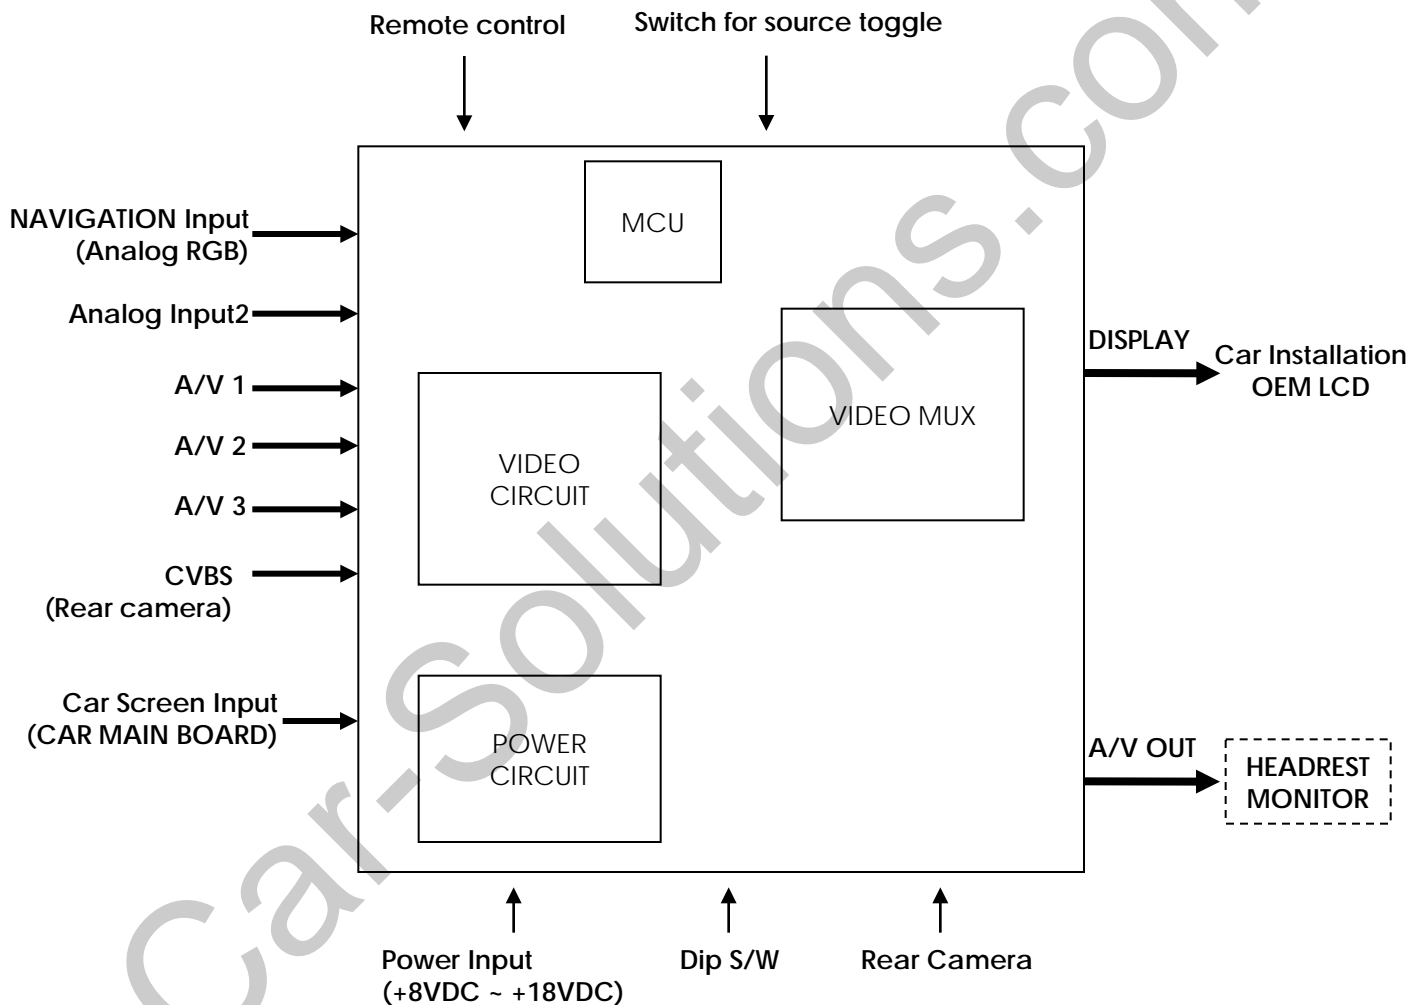 Remote control
Switch for source toggle
NAVIGATION Input
(Analog RGB)
Analog Input2
A/V 1
A/V 2
A/V 3
CVBS
(Rear camera)
Car Screen Input
(CAR MAIN BOARD)
MCU
VIDEO
CIRCUIT
VIDEO MUX
POWER
CIRCUIT
DISPLAY
Car Installation
OEM LCD
A/V OUT
HEADREST
MONITOR
Power Input
(+8VDC ~ +18VDC)
Dip S/W
Rear Camera
Car-Solutions.com